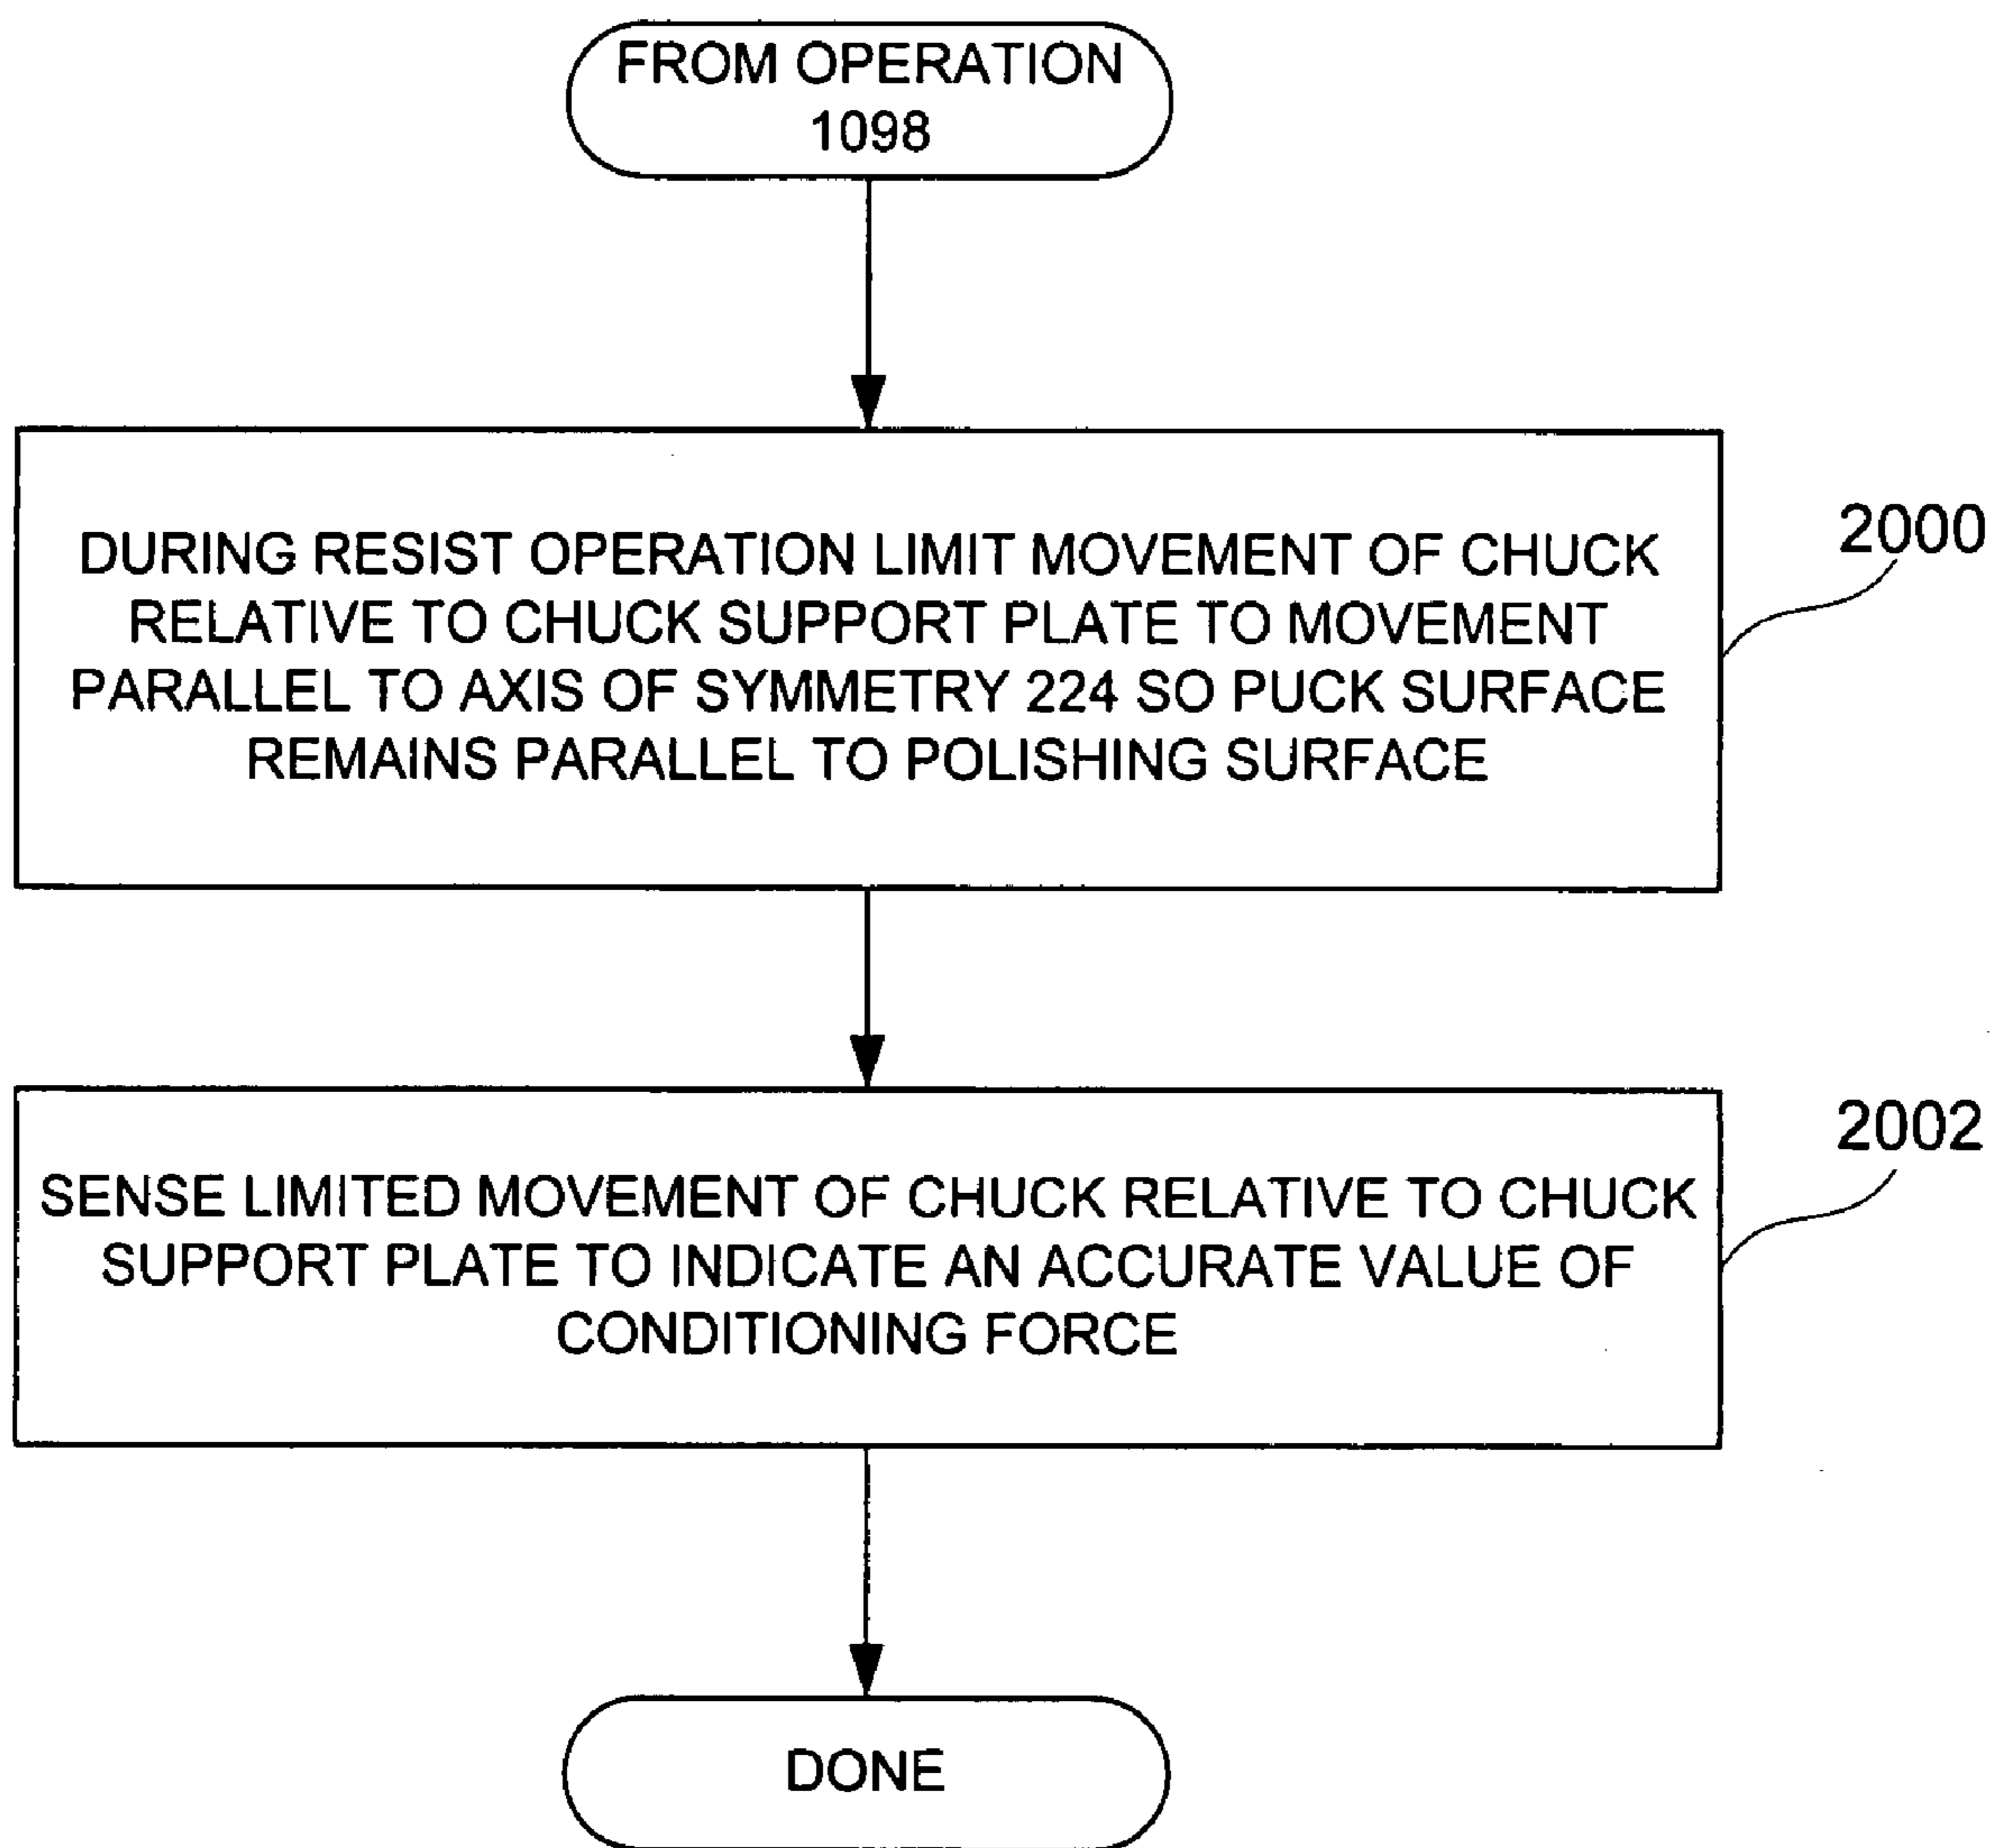 FROM OPERATION
1098
DURING RESIST OPERATION LIMIT MOVEMENT OF CHUCK
RELATIVE TO CHUCK SUPPORT PLATE TO MOVEMENT
PARALLEL TO AXIS OF SYMMETRY 224 SO PUCK SURFACE
REMAINS PARALLEL TO POLISHING SURFACE
2000
SENSE LIMITED MOVEMENT OF CHUCK RELATIVE TO CHUCK
SUPPORT PLATE TO INDICATE AN ACCURATE VALUE OF
CONDITIONING FORCE
2002
DONE